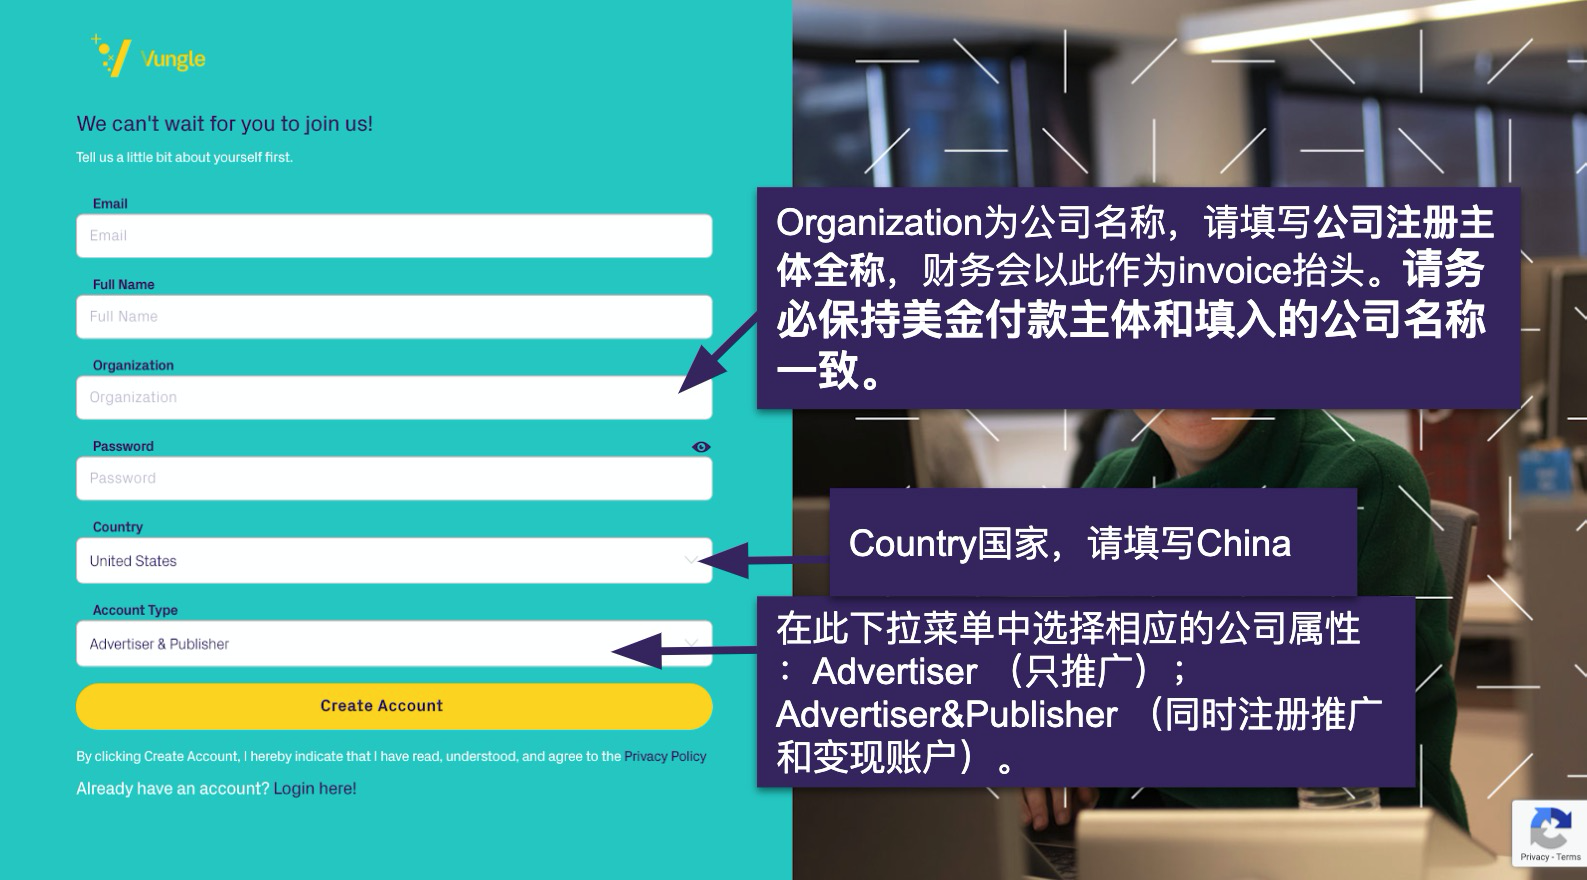 Vungle
We can't wait for you to join us!
Tell us a little bit about yourself first.
Email
Email
Full Name
Full Name
Organization
Organization
Password
Password
Country
United States
Account Type
Advertiser & Publisher
Create Account
By clicking Create Account, I hereby indicate that I have read, understood, and agree to the Privacy Policy
Already have an account? Login here!
Organization为公司名称，请填写公司注册主
体全称，财务会以此作为invoice抬头。请务
必保持美金付款主体和填入的公司名称
一致。
Country国家，请填写China
在此下拉菜单中选择相应的公司属性
：Advertiser （只推广）；
Advertiser&Publisher （同时注册推广
和变现账户）。
Privacy - Terms